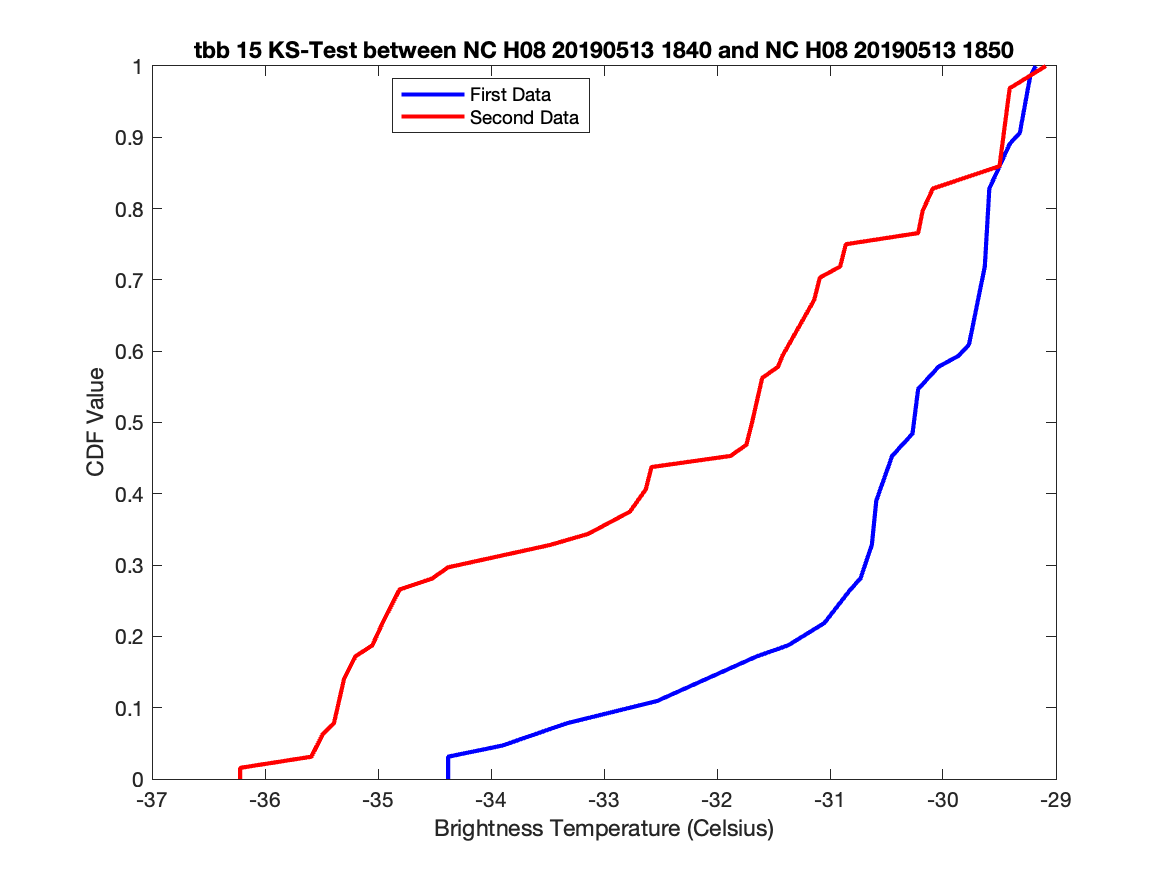 tbb 15 KS-Test between NC H08 20190513 1840 and NC H08 20190513 1850
First Data
Second Data
1
0.9
0.8
0.7
0.6
0.5
0.4
0.3
0.2
0.1
0
CDF Value
-37 -36 -35 -34 -33 -32 -31 -30 -29
Brightness Temperature (Celsius)